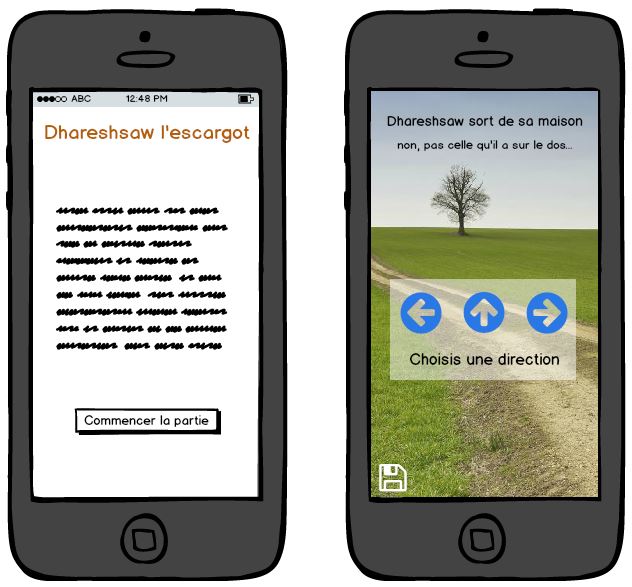 ABC 12:48 PM
Dhareshsaw l'escargot
Commencer la partie
Dhareshsaw sort de sa maison
non, pas celle qu'il a sur le dos...
Choisis une direction